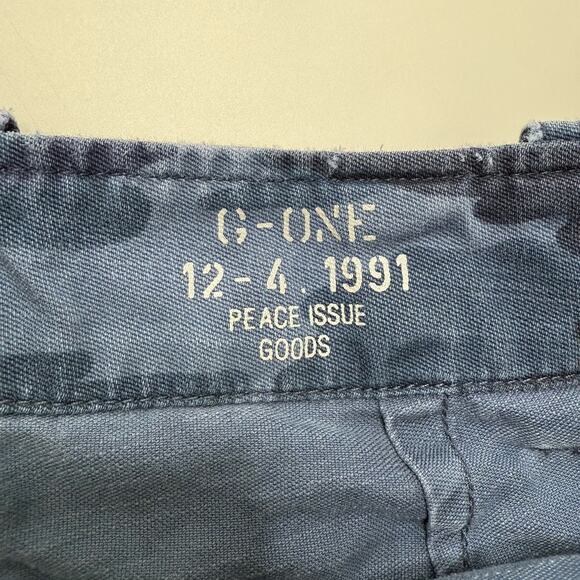 G-ONE
12-4.1991
PEACE ISSUE
GOODS